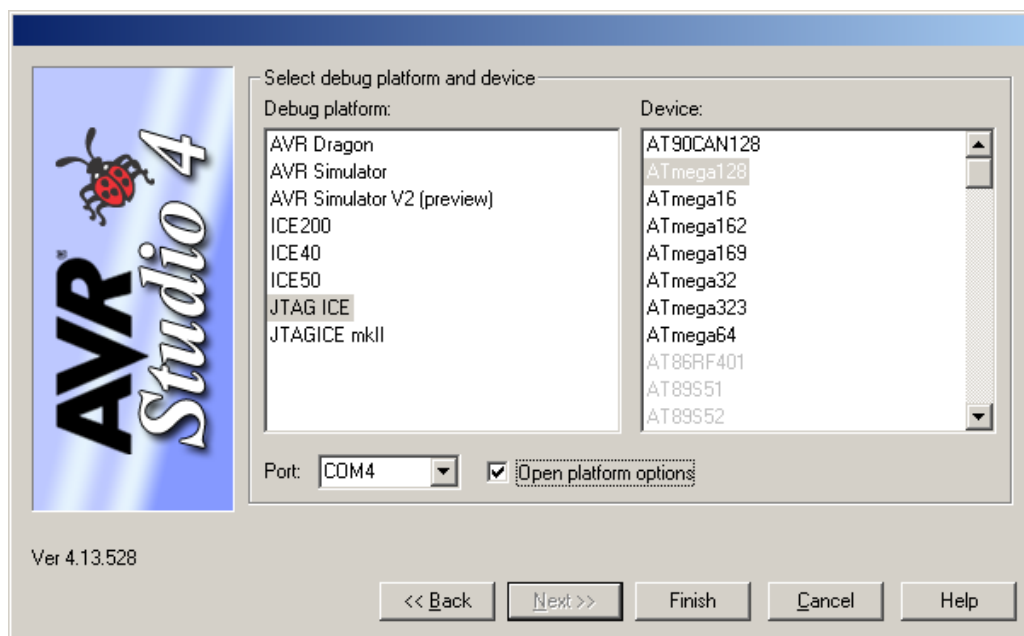 AVR®
Studio 4
Select debug platform and device
Debug platform:
AVR Dragon
AVR Simulator
AVR Simulator V2 (preview)
ICE200
ICE40
ICE50
JTAG ICE
JTAGICE mkII
Device:
AT90CAN128
ATmega128
ATmega16
ATmega162
ATmega169
ATmega32
ATmega323
ATmega64
AT86RF401
AT89S51
AT89S52
Port: COM4 Open platform options
Ver 4.13.528
<< Back Next >> Finish Cancel Help